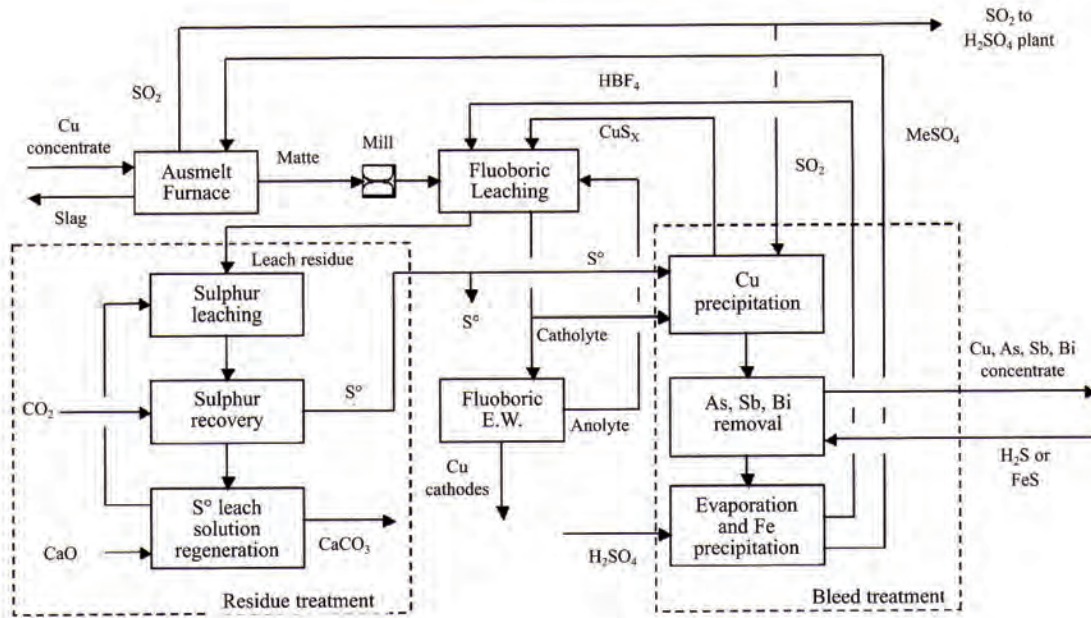 SO₂ to
H₂SO₄ plant
SO₂
HBF₄
CuSₓ
MeSO₄
Cu
concentrate
Matte
Mill
SO₂
Ausmelt
Furnace
Fluoboric
Leaching
Slag
Leach residue
S°
Sulphur
leaching
Cu
precipitation
S°
Catholyte
Cu, As, Sb, Bi
concentrate
CO₂
Sulphur
recovery
S°
Fluoboric
E.W.
Anolyte
As, Sb, Bi
removal
H₂S or
FeS
Cu
cathodes
S° leach
solution
regeneration
Evaporation
and Fe
precipitation
CaO
CaCO₃
H₂SO₄
Residue treatment
Bleed treatment